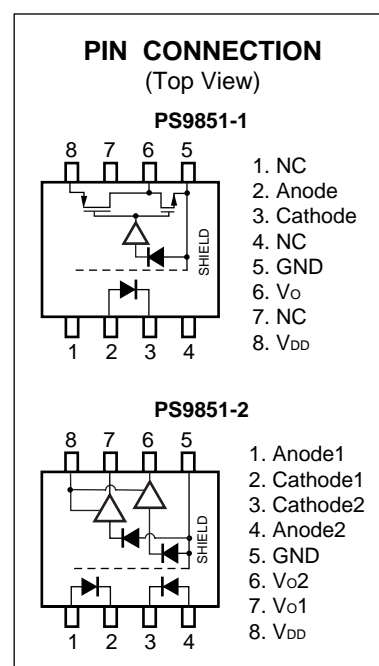 PIN CONNECTION
(Top View)
PS9851-1
8 7 6 5
SHIELD
1 2 3 4
1. NC
2. Anode
3. Cathode
4. NC
5. GND
6. VO
7. NC
8. VDD
PS9851-2
8 7 6 5
SHIELD
1 2 3 4
1. Anode1
2. Cathode1
3. Cathode2
4. Anode2
5. GND
6. VO2
7. VO1
8. VDD